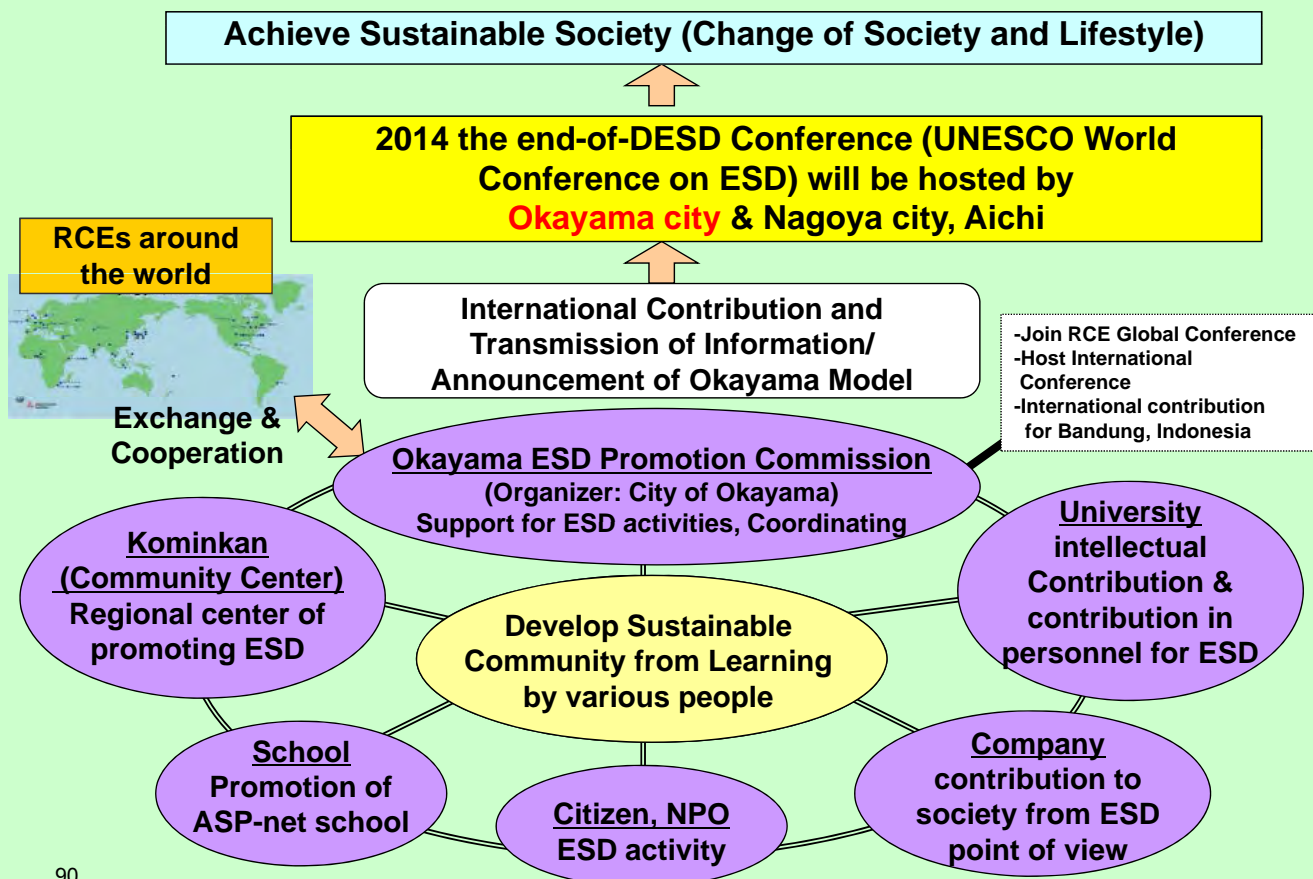 Achieve Sustainable Society (Change of Society and Lifestyle)
2014 the end-of-DESD Conference (UNESCO World
Conference on ESD) will be hosted by
Okayama city & Nagoya city, Aichi
RCEs around
the world
International Contribution and
Transmission of Information/
Announcement of Okayama Model
-Join RCE Global Conference
-Host International
Conference
-International contribution
for Bandung, Indonesia
Exchange &
Cooperation
Okayama ESD Promotion Commission
(Organizer: City of Okayama)
Support for ESD activities, Coordinating
Kominkan
(Community Center)
Regional center of
promoting ESD
University
intellectual
Contribution &
contribution in
personnel for ESD
Develop Sustainable
Community from Learning
by various people
School
Promotion of
ASP-net school
Citizen, NPO
ESD activity
Company
contribution to
society from ESD
point of view
90